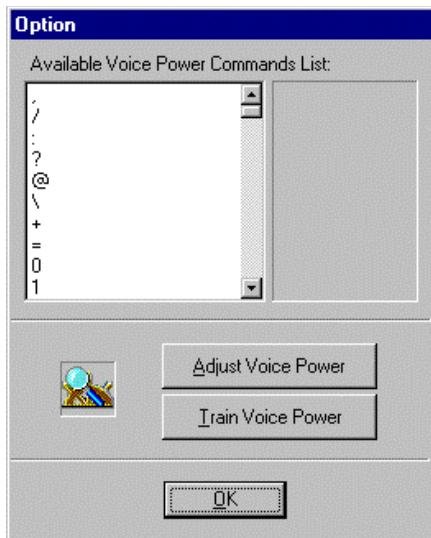 Option
Available Voice Power Commands List:
,
/
:
?
@
\
+
=
0
1
Adjust Voice Power
Train Voice Power
OK